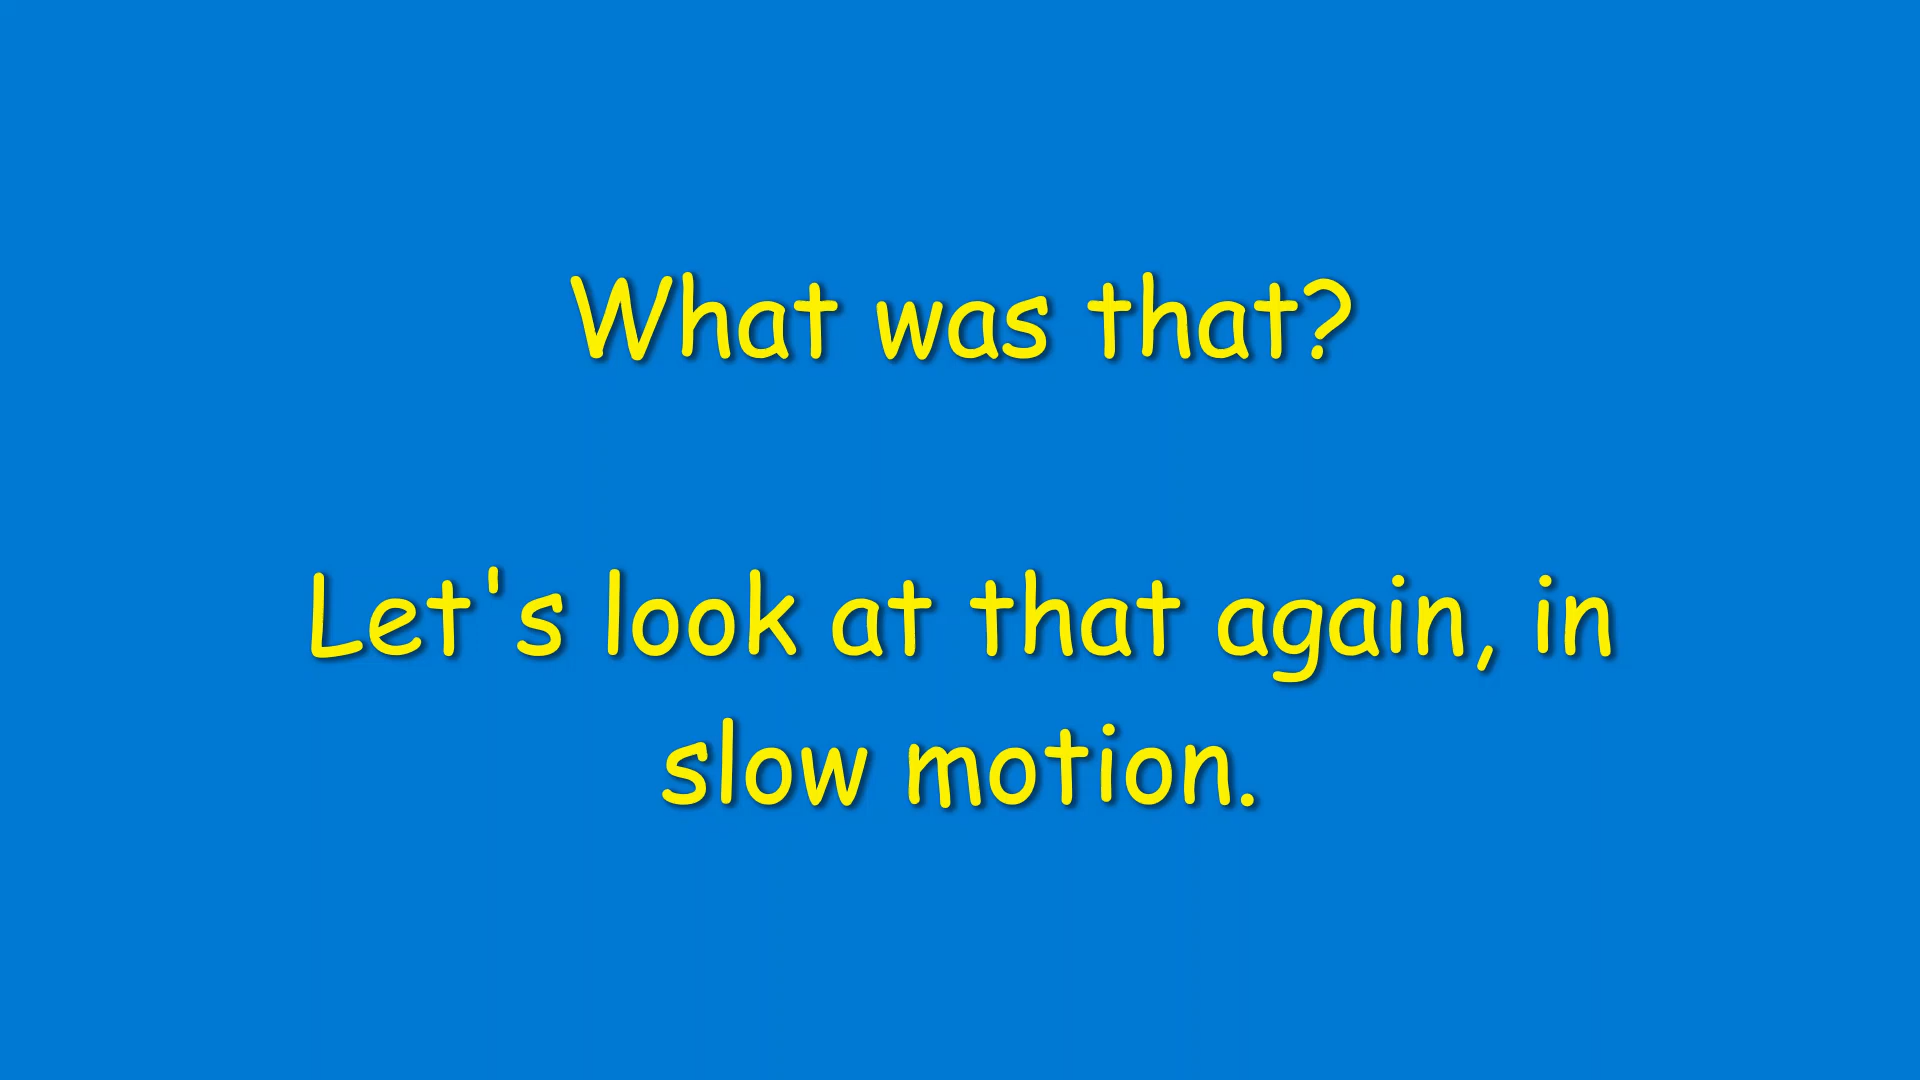 What was that?
Let's look at that again, in
slow motion.